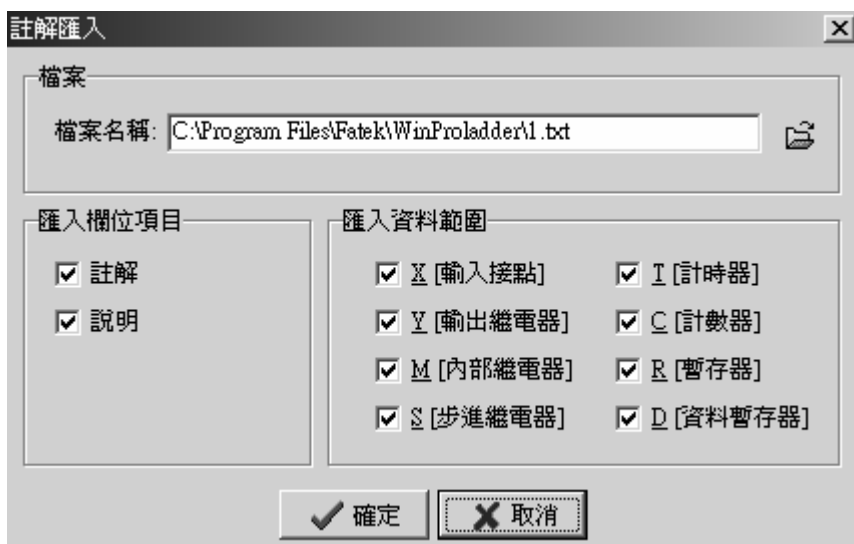 註解匯入
檔案
檔案名稱: C:\Program Files\Fatek\WinProladder\1.txt
匯入欄位項目
註解
說明
匯入資料範圍
X [輸入接點] T [計時器]
Y [輸出繼電器] C [計數器]
M [內部繼電器] R [暫存器]
S [步進繼電器] D [資料暫存器]
確定 取消